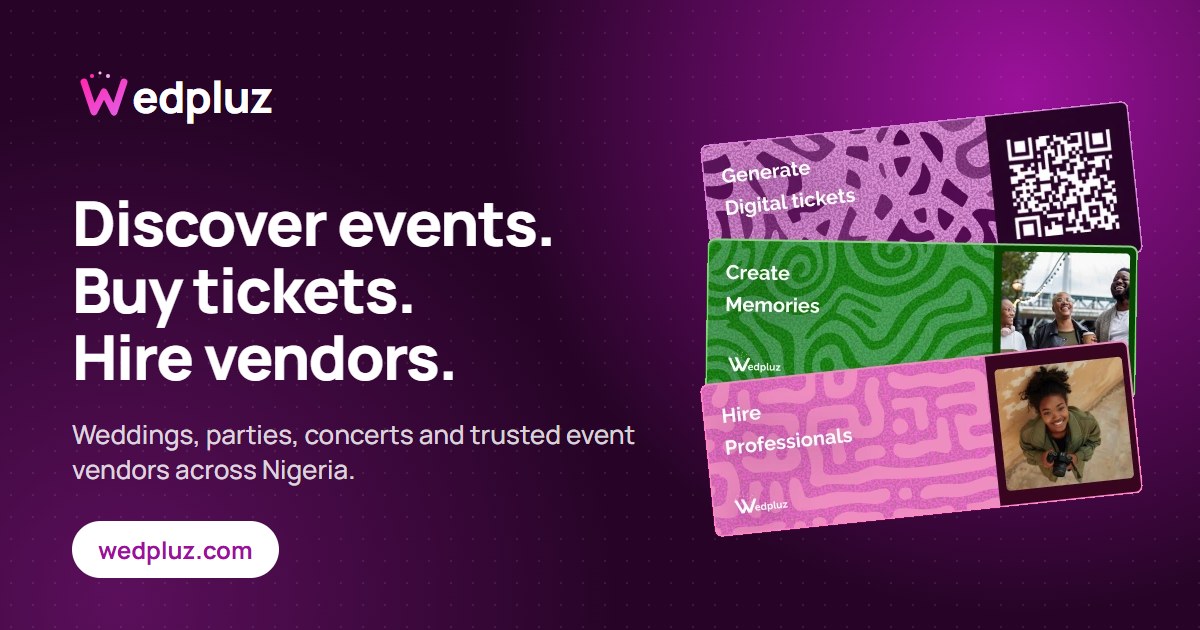 Wedpluz
Discover events.
Buy tickets.
Hire vendors.
Weddings, parties, concerts and trusted event
vendors across Nigeria.
wedpluz.com
Generate
Digital tickets
Create
Memories
Wedpluz
Hire
Professionals
Wedpluz